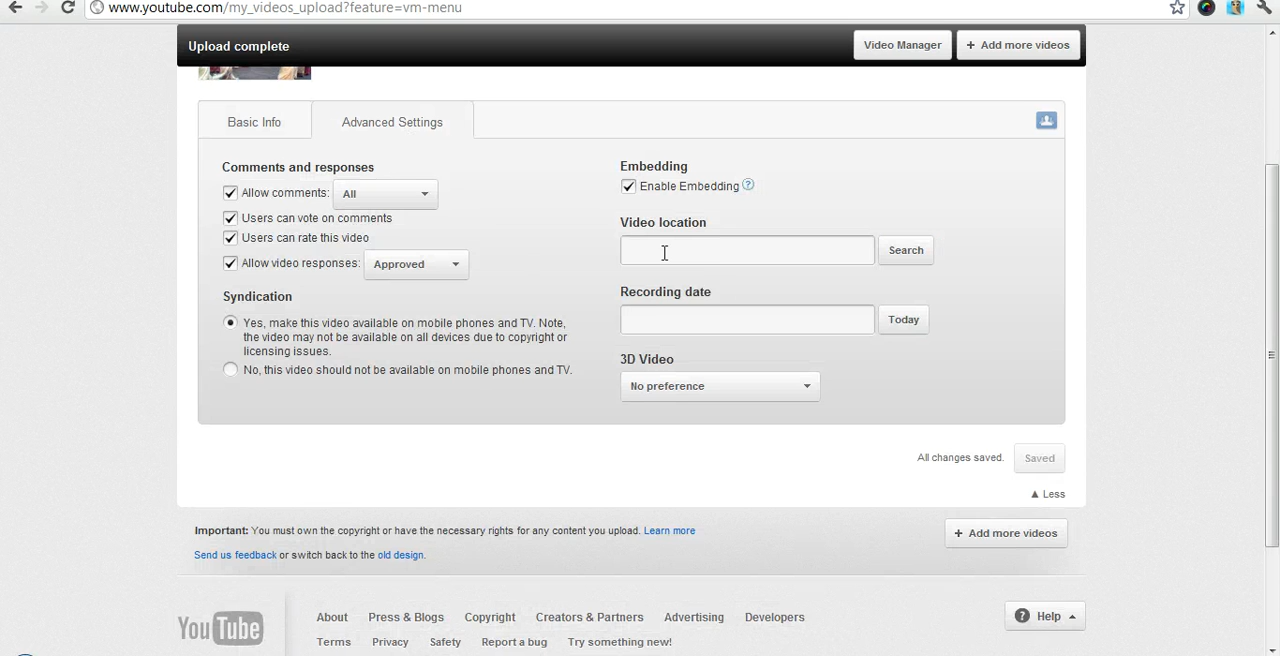 www.youtube.com/my_videos_upload?feature=vm-menu
Upload complete
Video Manager
+ Add more videos
Basic Info
Advanced Settings
Comments and responses
Allow comments: All
Users can vote on comments
Users can rate this video
Allow video responses: Approved
Syndication
Yes, make this video available on mobile phones and TV. Note,
the video may not be available on all devices due to copyright or
licensing issues.
No, this video should not be available on mobile phones and TV.
Embedding
Enable Embedding ?
Video location
Search
Recording date
Today
3D Video
No preference
All changes saved. Saved
▲ Less
Important: You must own the copyright or have the necessary rights for any content you upload. Learn more
+ Add more videos
Send us feedback or switch back to the old design.
YouTube
About Press & Blogs Copyright Creators & Partners Advertising Developers
Terms Privacy Safety Report a bug Try something new!
? Help ▲